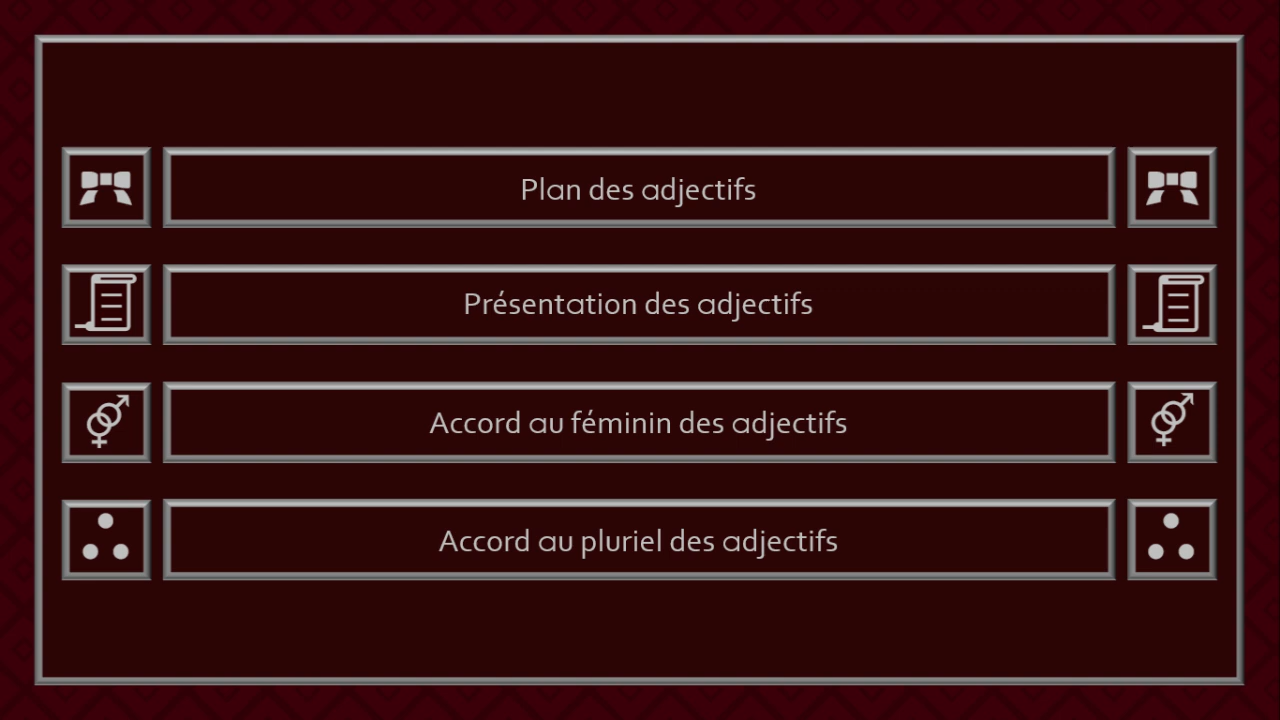 Plan des adjectifs
Présentation des adjectifs
Accord au féminin des adjectifs
Accord au pluriel des adjectifs